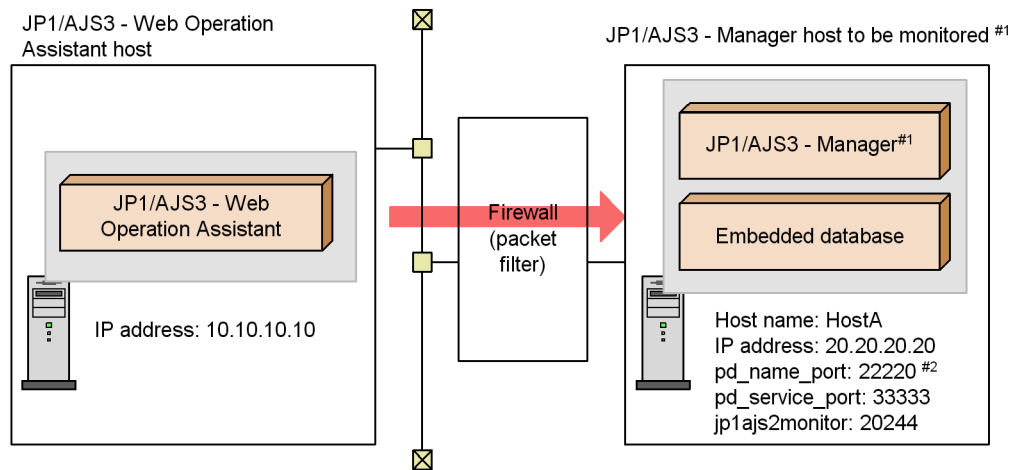 JP1/AJS3 - Web Operation
Assistant host
JP1/AJS3 - Manager host to be monitored #1
JP1/AJS3 - Web
Operation Assistant
IP address: 10.10.10.10
Firewall
(packet
filter)
JP1/AJS3 - Manager#1
Embedded database
Host name: HostA
IP address: 20.20.20.20
pd_name_port: 22220 #2
pd_service_port: 33333
jp1ajs2monitor: 20244